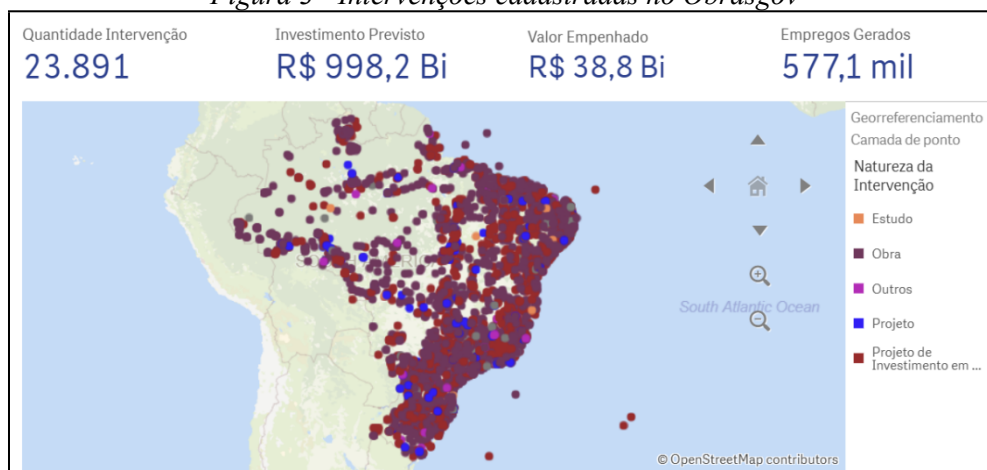 Figura 3 - Intervenções cadastradas no Obrasgov
Quantidade Intervenção
23.891
Investimento Previsto
R$ 998,2 Bi
Valor Empenhado
R$ 38,8 Bi
Empregos Gerados
577,1 mil
Georreferenciamento
Camada de ponto
Natureza da
Intervenção
Estudo
Obra
Outros
Projeto
Projeto de
Investimento em ...
South Atlantic Ocean
© OpenStreetMap contributors